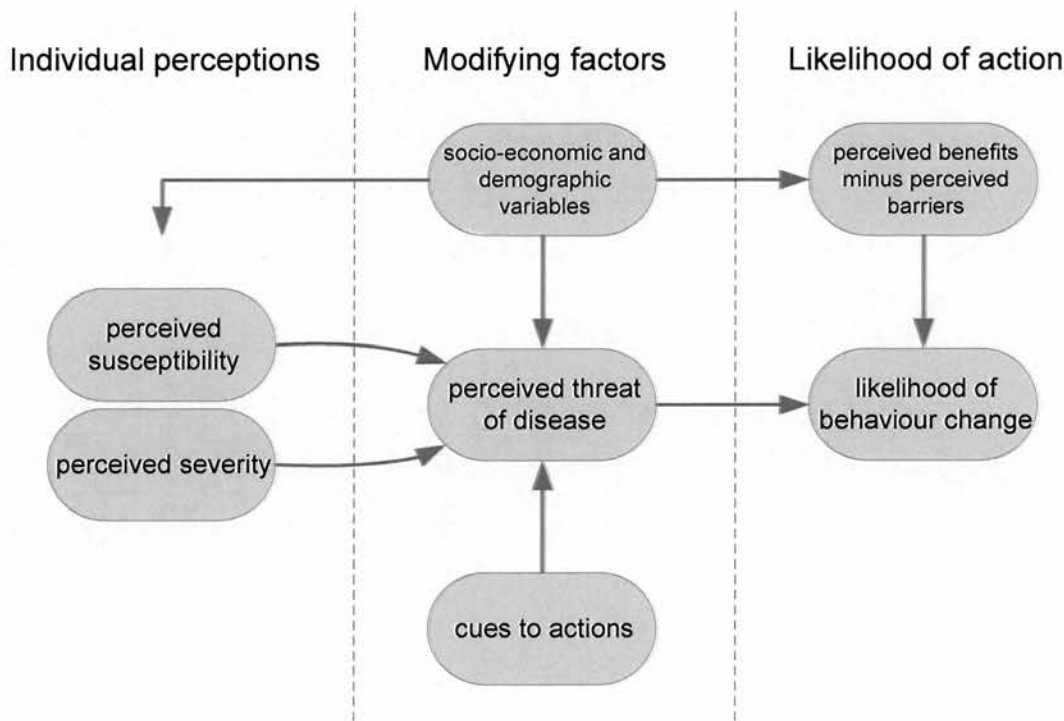 Individual perceptions
Modifying factors
Likelihood of action
socio-economic and
demographic
variables
perceived benefits
minus perceived
barriers
perceived
susceptibility
perceived threat
of disease
likelihood of
behaviour change
perceived severity
cues to actions